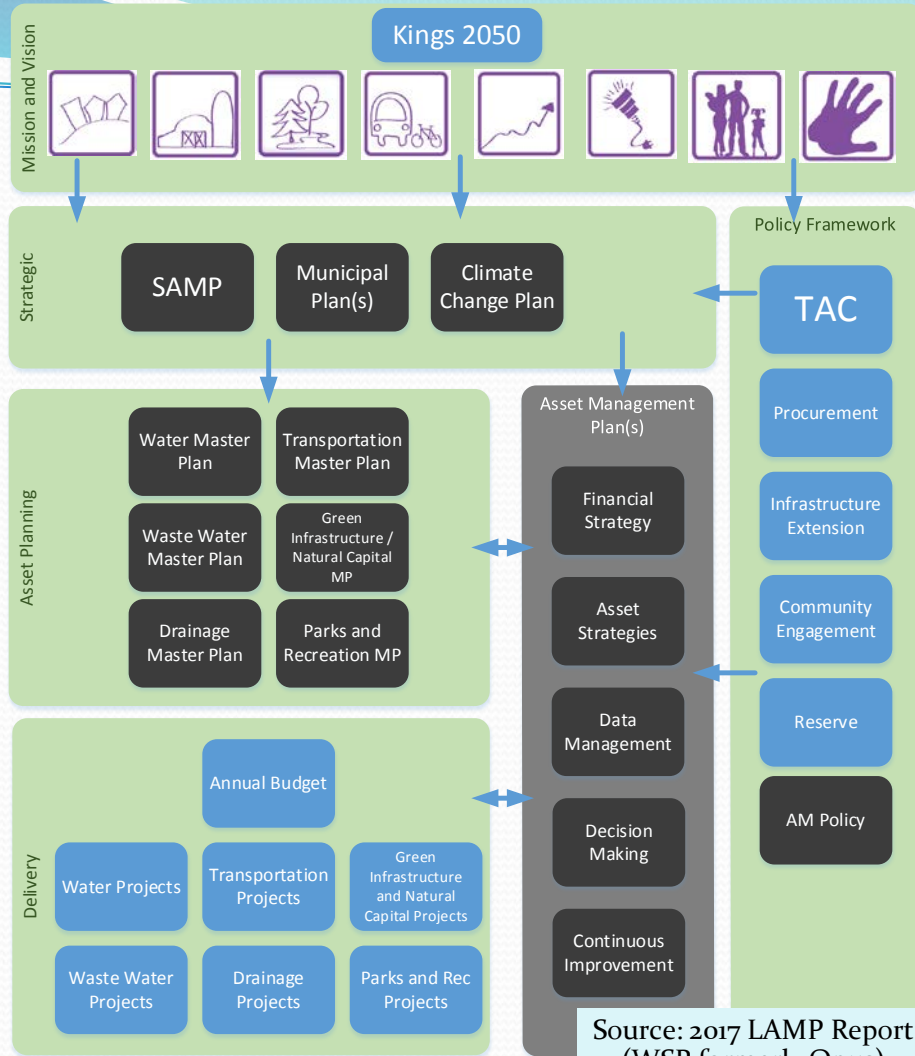 Kings 2050
Mission and Vision
Strategic
SAMP
Municipal
Plan(s)
Climate
Change Plan
Policy Framework
TAC
Procurement
Infrastructure
Extension
Community
Engagement
Reserve
AM Policy
Asset Planning
Water Master
Plan
Transportation
Master Plan
Waste Water
Master Plan
Green
Infrastructure /
Natural Capital
MP
Drainage
Master Plan
Parks and
Recreation MP
Asset Management
Plan(s)
Financial
Strategy
Asset
Strategies
Data
Management
Decision
Making
Continuous
Improvement
Delivery
Annual Budget
Water Projects
Transportation
Projects
Green
Infrastructure
and Natural
Capital Projects
Waste Water
Projects
Drainage
Projects
Parks and Rec
Projects
Source: 2017 LAMP Report